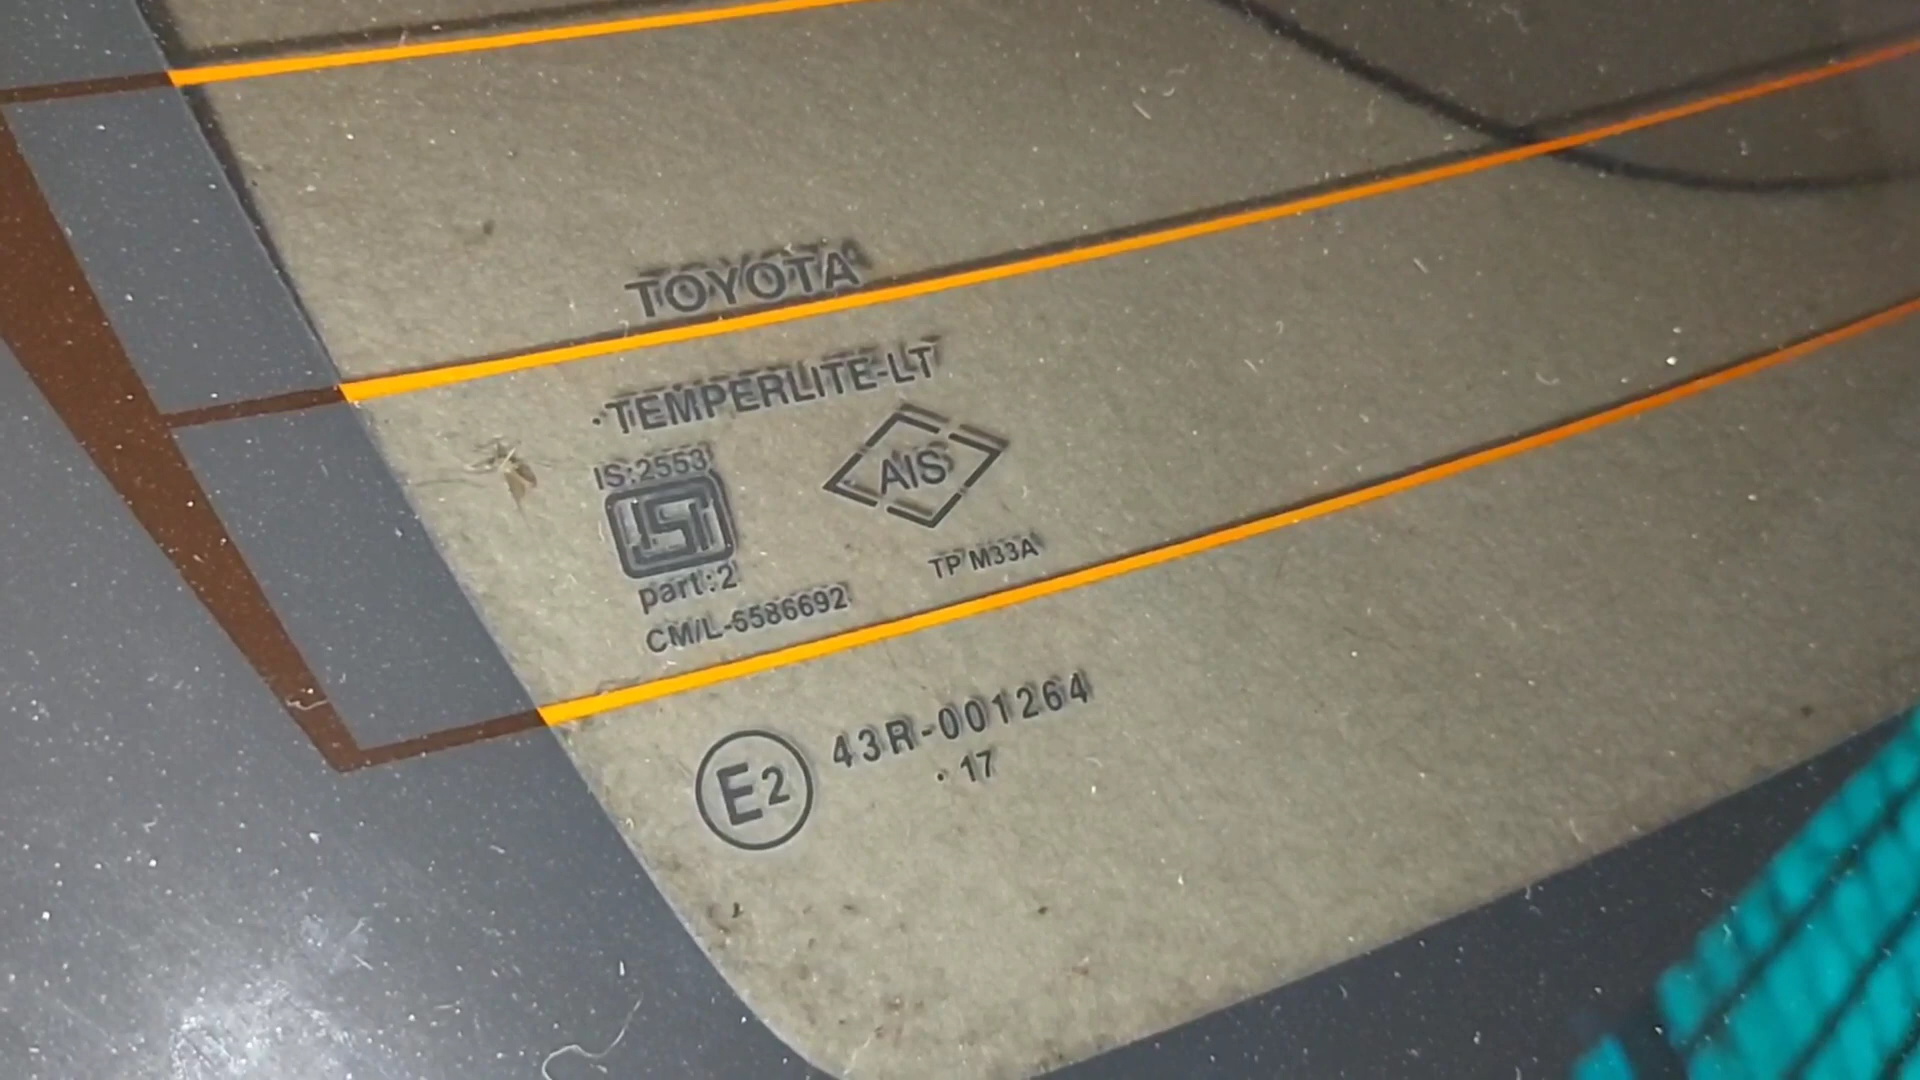 TOYOTA
·TEMPERLITE-LT
IS:2553
ISI
AIS
part:2
TP M33A
CM/L-6586692
E2
43R-001264
· 17